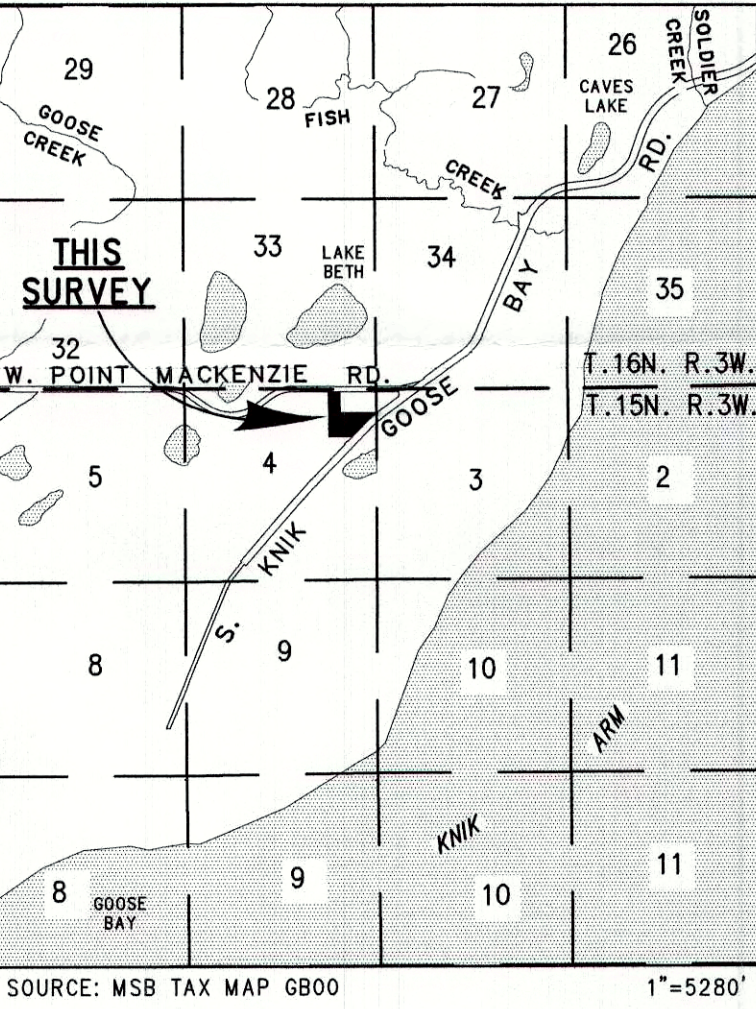 26
SOLDIER
CREEK
29
28
27
CAVES
LAKE
FISH
GOOSE
CREEK
RD.
CREEK
33
LAKE
BETH
34
THIS
SURVEY
BAY
35
32
W. POINT MACKENZIE RD.
T.16N. R.3W.
T.15N. R.3W.
GOOSE
5
4
3
2
KNIK
S.
8
9
10
11
ARM
KNIK
8
GOOSE
BAY
9
10
11
SOURCE: MSB TAX MAP GB00
1"=5280'